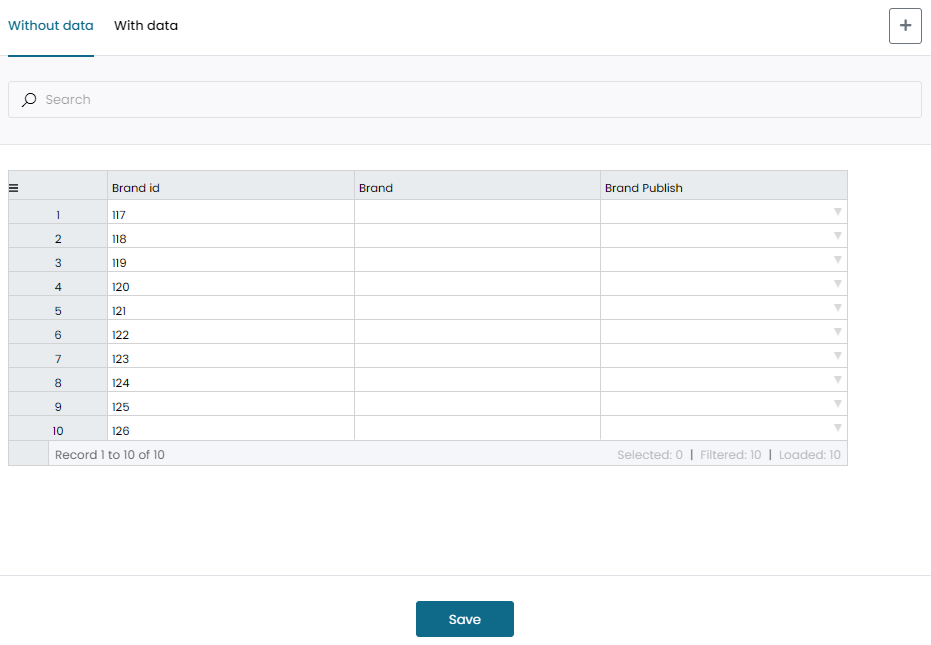 Without data With data +
Search
Brand id Brand Brand Publish
1 117
2 118
3 119
4 120
5 121
6 122
7 123
8 124
9 125
10 126
Record 1 to 10 of 10 Selected: 0 | Filtered: 10 | Loaded: 10
Save